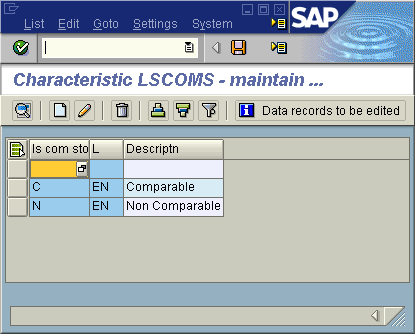 List Edit Goto Settings System SAP
Characteristic LSCOMS - maintain ...
Data records to be edited
Is com sto L Descriptn
C EN Comparable
N EN Non Comparable